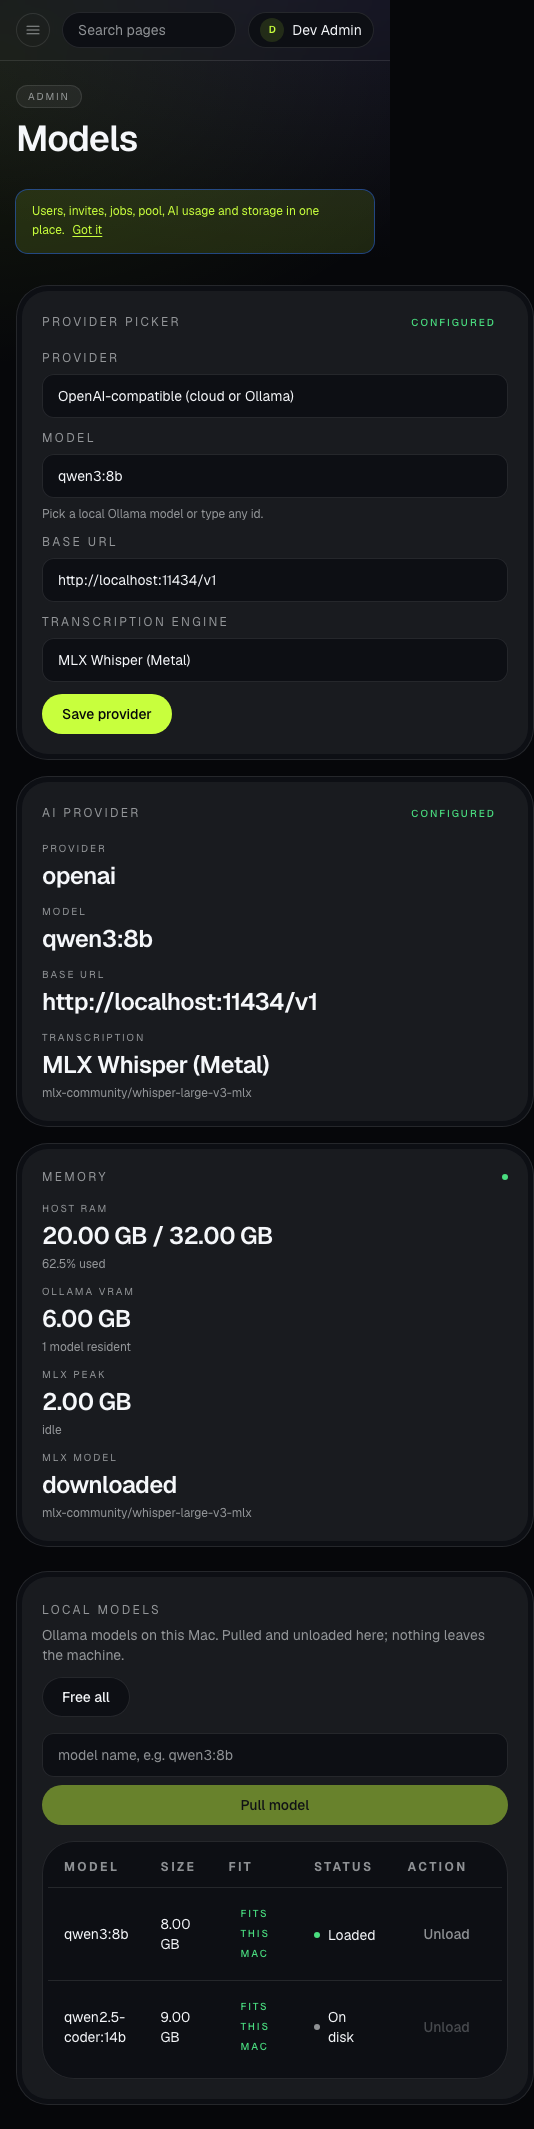 Search pages
D
Dev Admin
ADMIN
Models
Users, invites, jobs, pool, AI usage and storage in one
place. Got it
PROVIDER PICKER
CONFIGURED
PROVIDER
OpenAI-compatible (cloud or Ollama)
MODEL
qwen3:8b
Pick a local Ollama model or type any id.
BASE URL
http://localhost:11434/v1
TRANSCRIPTION ENGINE
MLX Whisper (Metal)
Save provider
AI PROVIDER
CONFIGURED
PROVIDER
openai
MODEL
qwen3:8b
BASE URL
http://localhost:11434/v1
TRANSCRIPTION
MLX Whisper (Metal)
mlx-community/whisper-large-v3-mlx
MEMORY
HOST RAM
20.00 GB / 32.00 GB
62.5% used
OLLAMA VRAM
6.00 GB
1 model resident
MLX PEAK
2.00 GB
idle
MLX MODEL
downloaded
mlx-community/whisper-large-v3-mlx
LOCAL MODELS
Ollama models on this Mac. Pulled and unloaded here; nothing leaves
the machine.
Free all
model name, e.g. qwen3:8b
Pull model
MODEL SIZE FIT STATUS ACTION
qwen3:8b
8.00
GB
FITS
THIS
MAC
Loaded
Unload
qwen2.5-
coder:14b
9.00
GB
FITS
THIS
MAC
On
disk
Unload